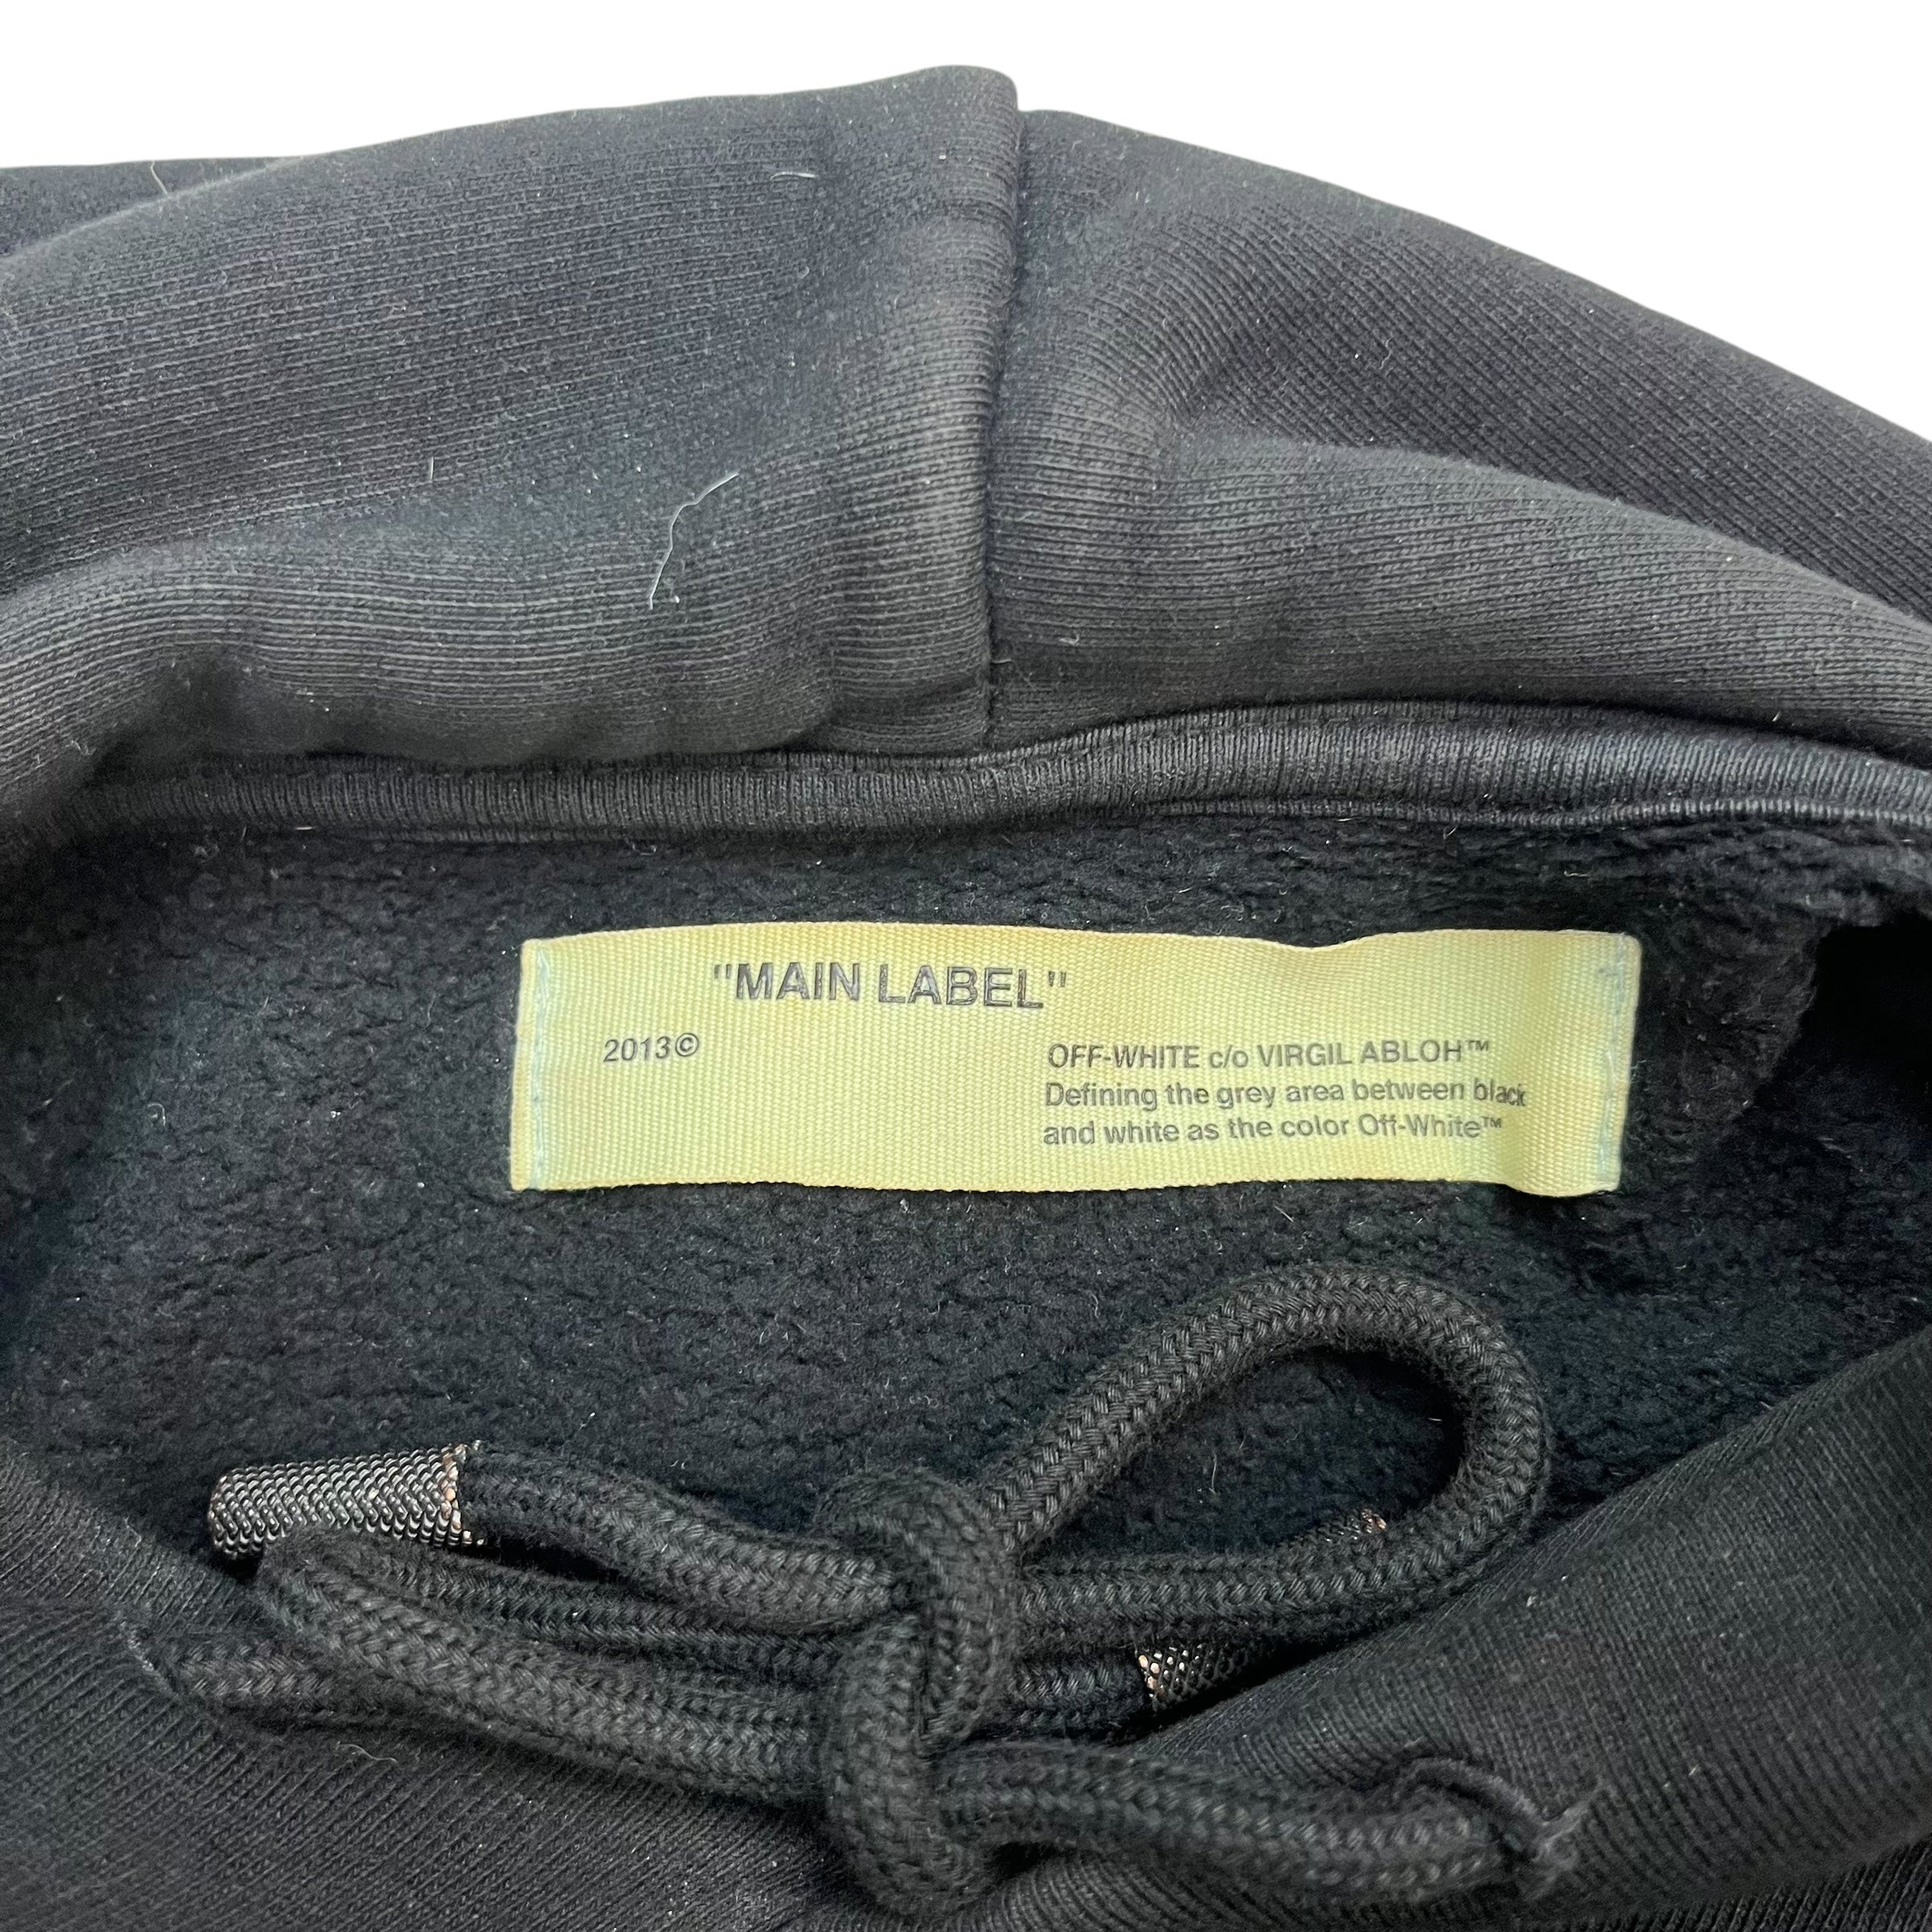 "MAIN LABEL"
2013©
OFF-WHITE c/o VIRGIL ABLOH™
Defining the grey area between black
and white as the color Off-White™